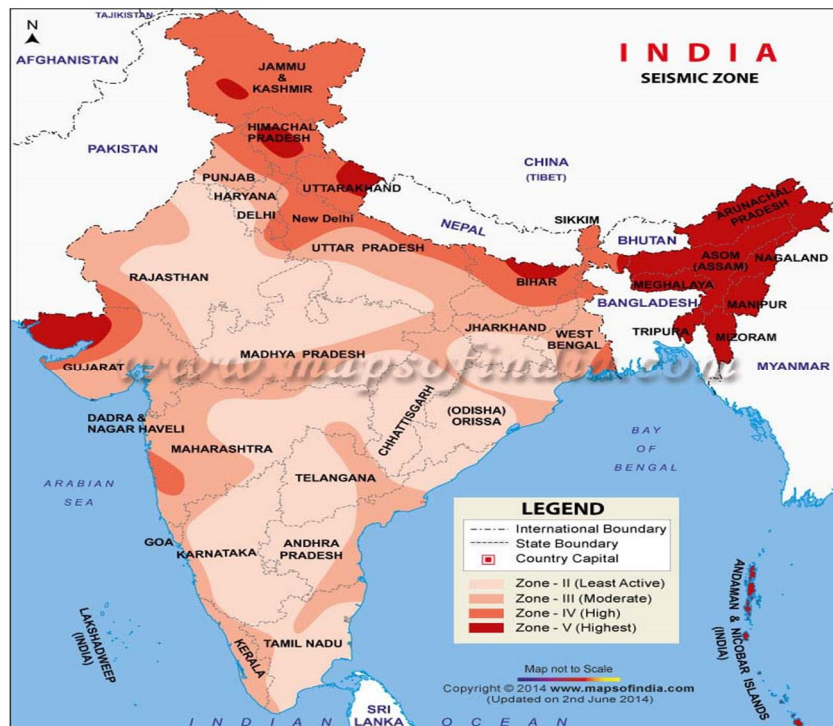 TAJIKISTAN
N
AFGHANISTAN
INDIA
SEISMIC ZONE
JAMMU
&
KASHMIR
HIMACHAL
PRADESH
PAKISTAN
CHINA
(TIBET)
PUNJAB
UTTARAKHAND
HARYANA
DELHI
New Delhi
NEPAL
SIKKIM
ARUNACHAL
PRADESH
BHUTAN
UTTAR PRADESH
ASOM
(ASSAM)
NAGALAND
RAJASTHAN
BIHAR
MEGHALAYA
BANGLADESH
MANIPUR
JHARKHAND
WEST
BENGAL
TRIPURA
MIZORAM
GUJARAT
MADHYA PRADESH
www.mapsofindia.com
MYANMAR
CHHATTISGARH
(ODISHA)
ORISSA
DADRA &
NAGAR HAVELI
MAHARASHTRA
BAY
OF
BENGAL
ARABIAN
SEA
TELANGANA
GOA
KARNATAKA
ANDHRA
PRADESH
LEGEND
International Boundary
State Boundary
Country Capital
Zone - II (Least Active)
Zone - III (Moderate)
Zone - IV (High)
Zone - V (Highest)
ANDAMAN & NICOBAR ISLANDS
(INDIA)
LAKSHADWEEP
(INDIA)
KERALA
TAMIL NADU
Map not to Scale
Copyright © 2014 www.mapsofindia.com
(Updated on 2nd June 2014)
SRI
LANKA
INDIAN OCEAN